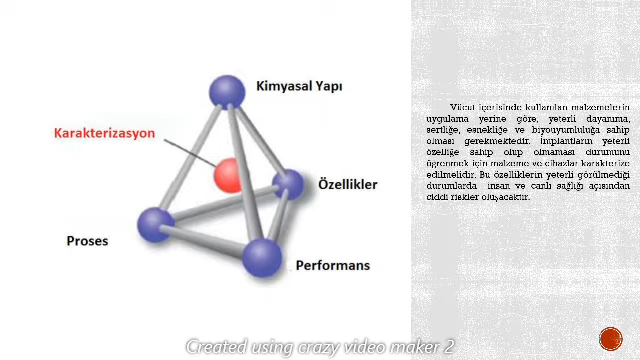 Kimyasal Yapı
Karakterizasyon
Özellikler
Proses
Performans
Vücut içerisinde kullanılan malzemelerin
uygulama yerine göre, yeterli dayanıma,
sertliğe, esnekliğe ve biyouyumluluğa sahip
olması gerekmektedir. İmplantların yeterli
özelliğe sahip olup olmaması durumunu
öğrenmek için malzeme ve cihazlar karakterize
edilmelidir. Bu özelliklerin yeterli görülmediği
durumlarda insan ve canlı sağlığı açısından
ciddi riskler oluşacaktır.
Created using crazy video maker 2